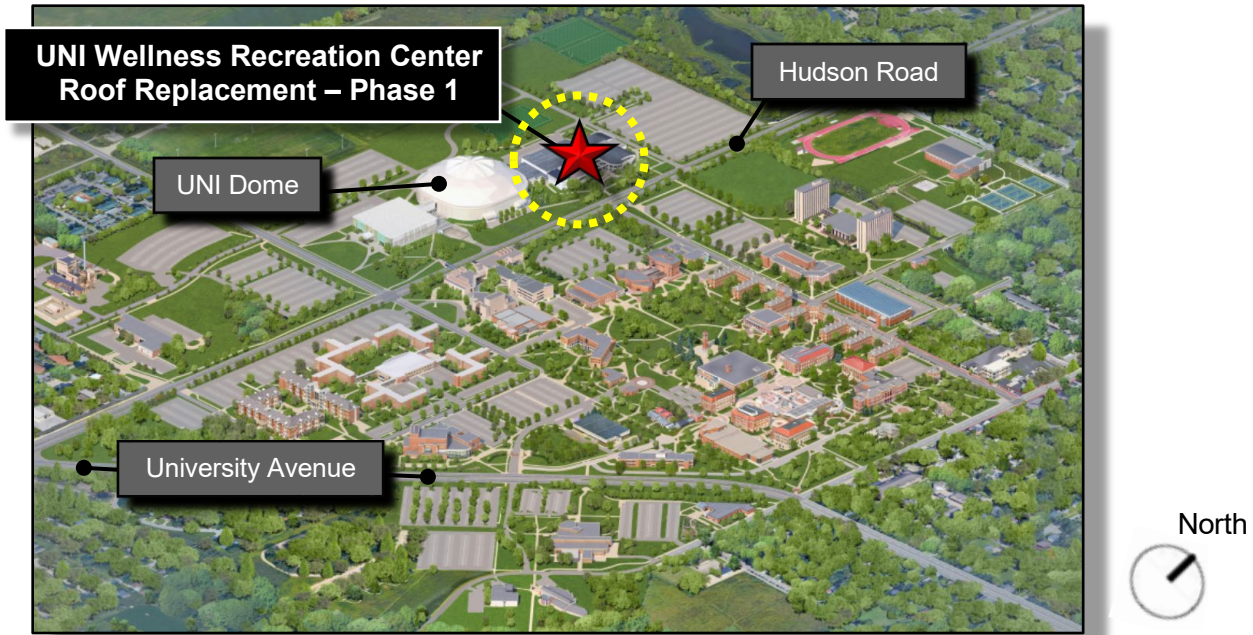 UNI Wellness Recreation Center
Roof Replacement – Phase 1
Hudson Road
UNI Dome
University Avenue
North